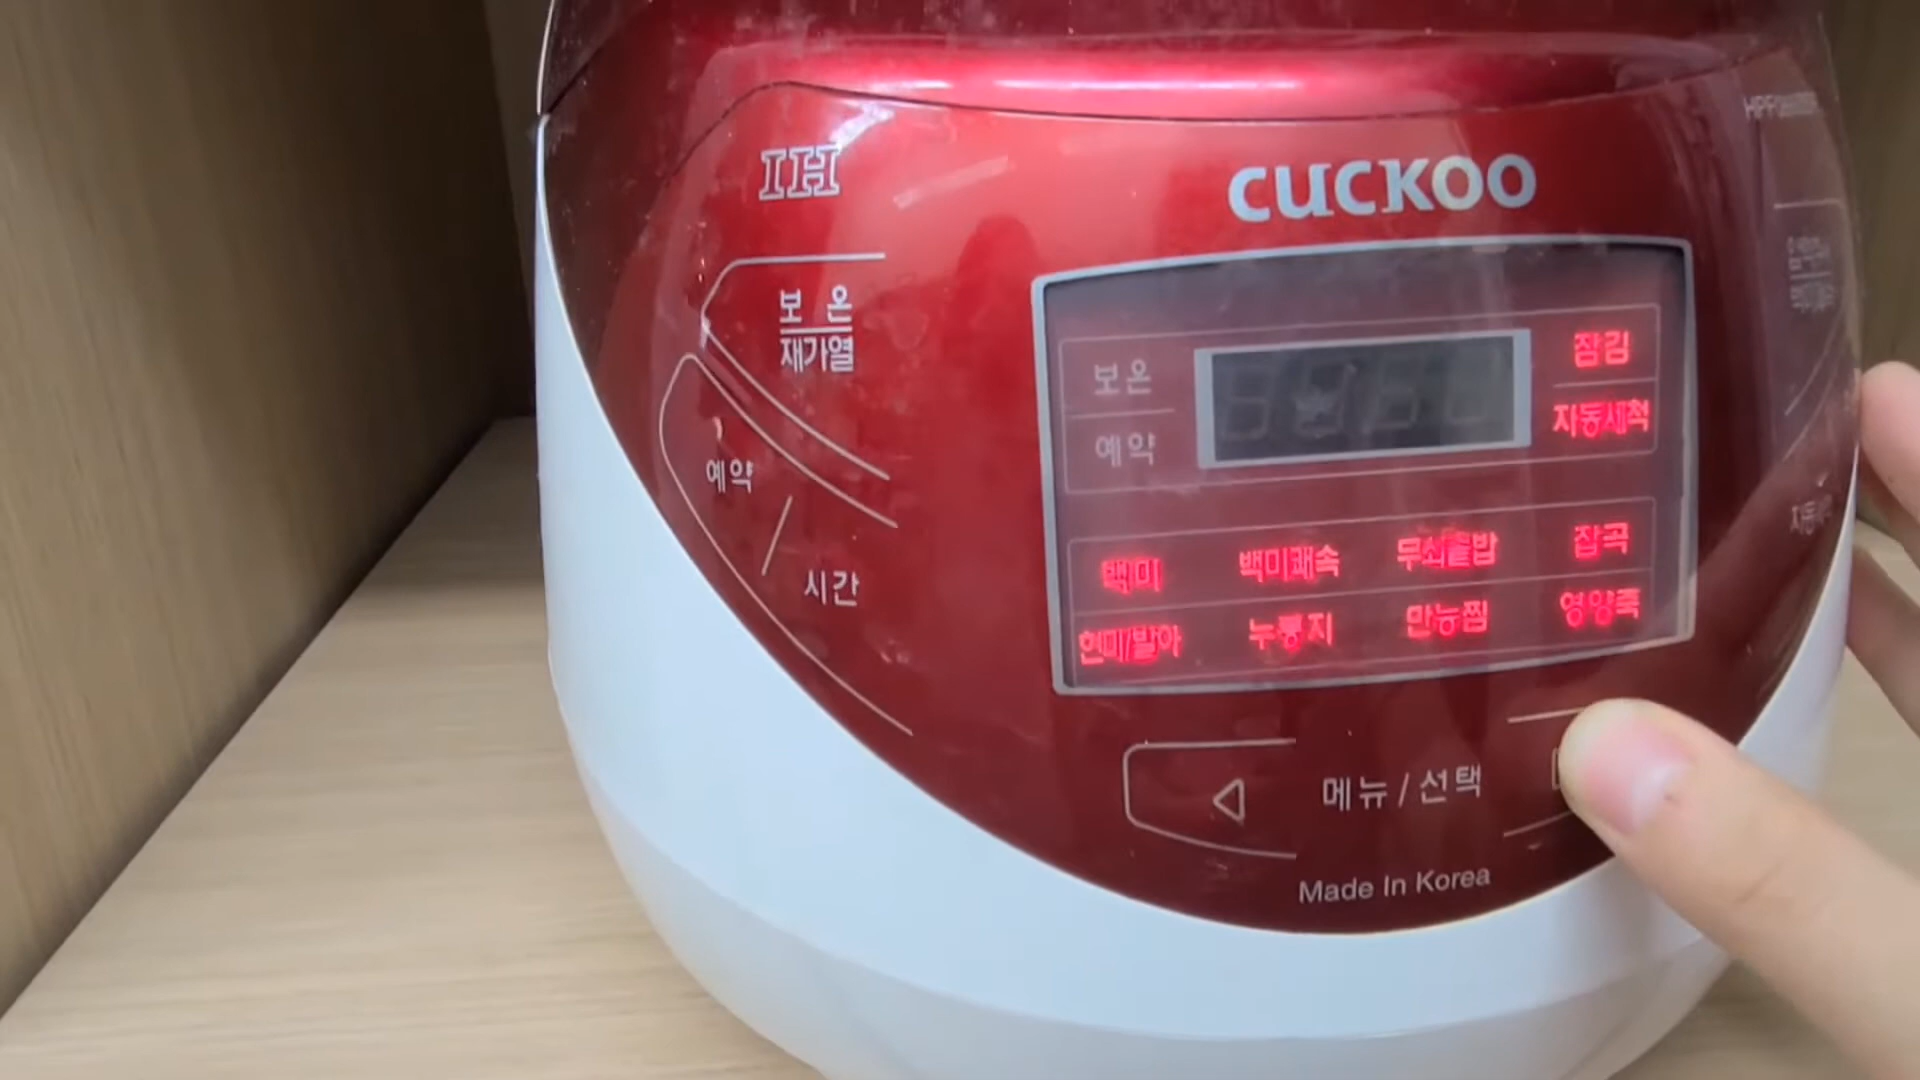 IH
CUCKOO
보온
재가열
예약
시간
보온
예약
잠김
자동세척
백미
백미쾌속
무쇠솥밥
잡곡
현미/발아
누룽지
만능찜
영양죽
메뉴/선택
Made In Korea